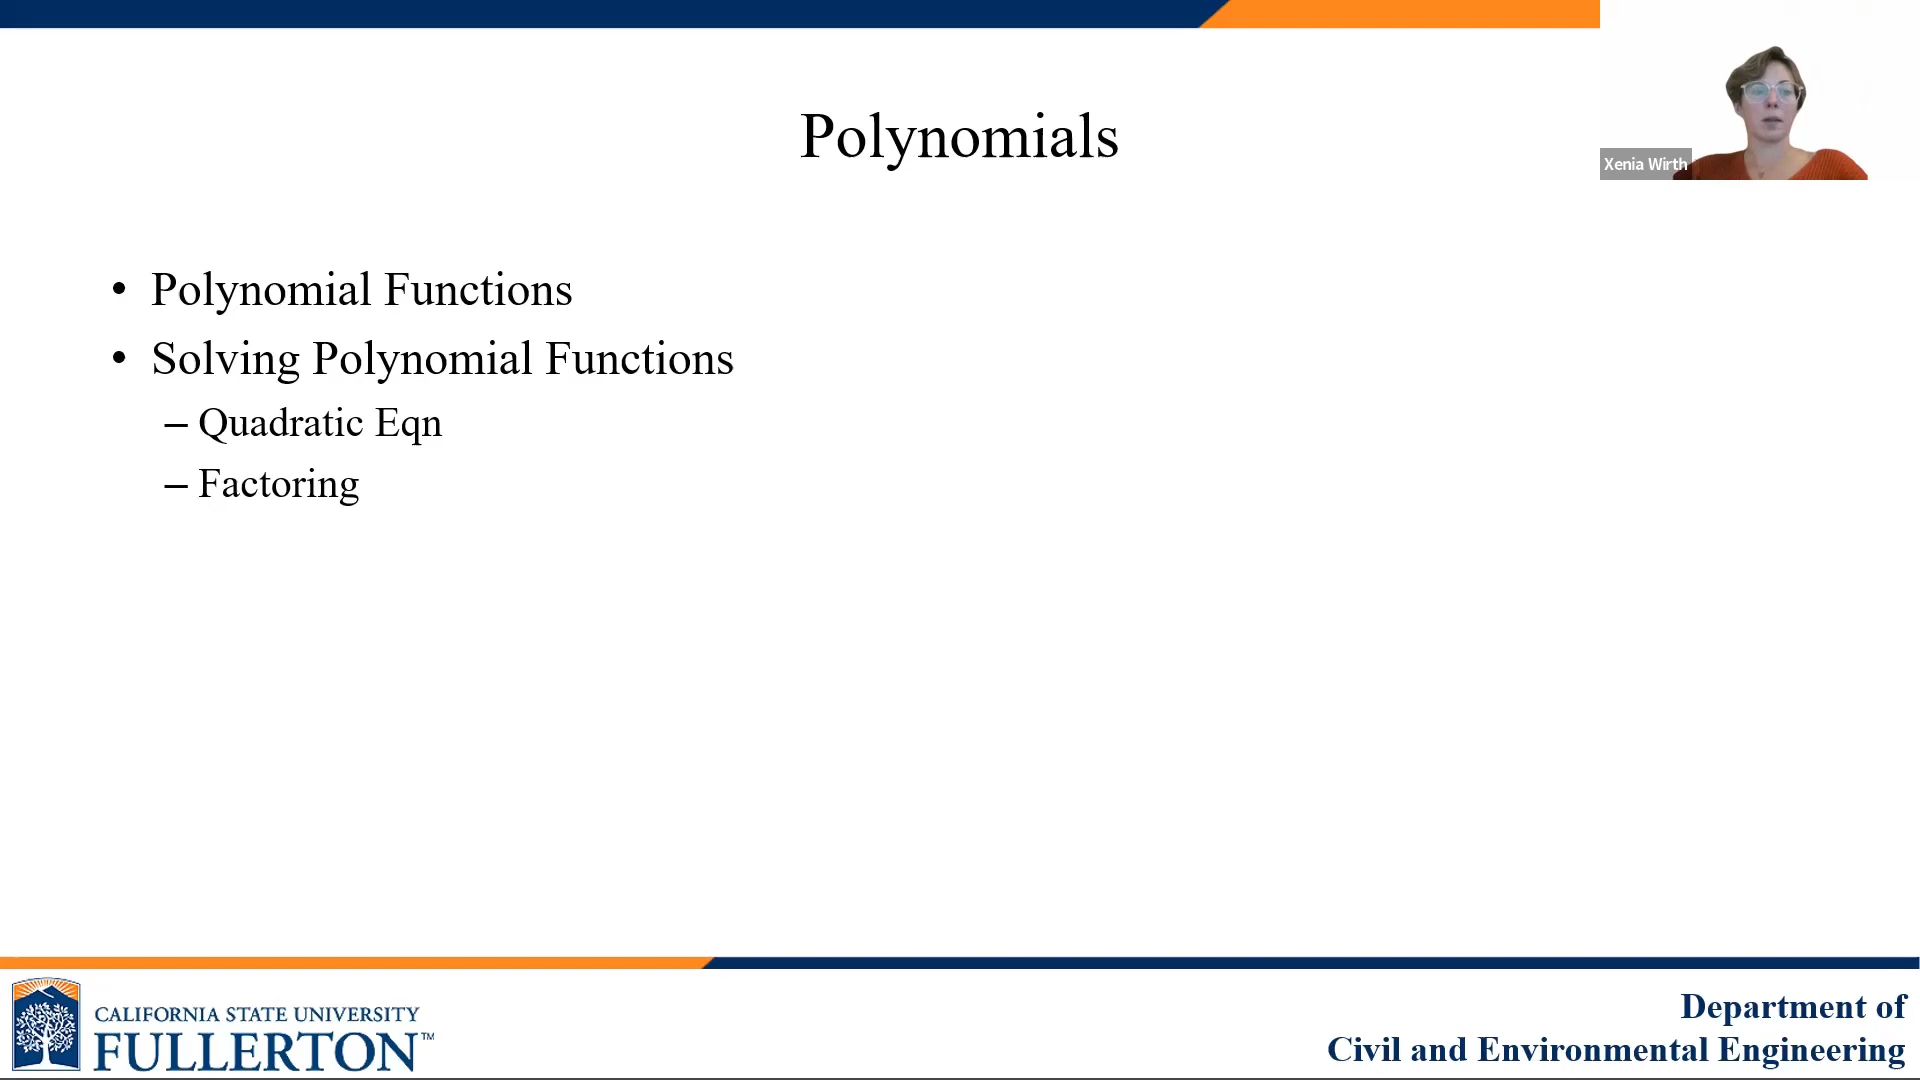 Polynomials
Xenia Wirth
• Polynomial Functions
• Solving Polynomial Functions
– Quadratic Eqn
– Factoring
CALIFORNIA STATE UNIVERSITY
FULLERTON™
Department of
Civil and Environmental Engineering